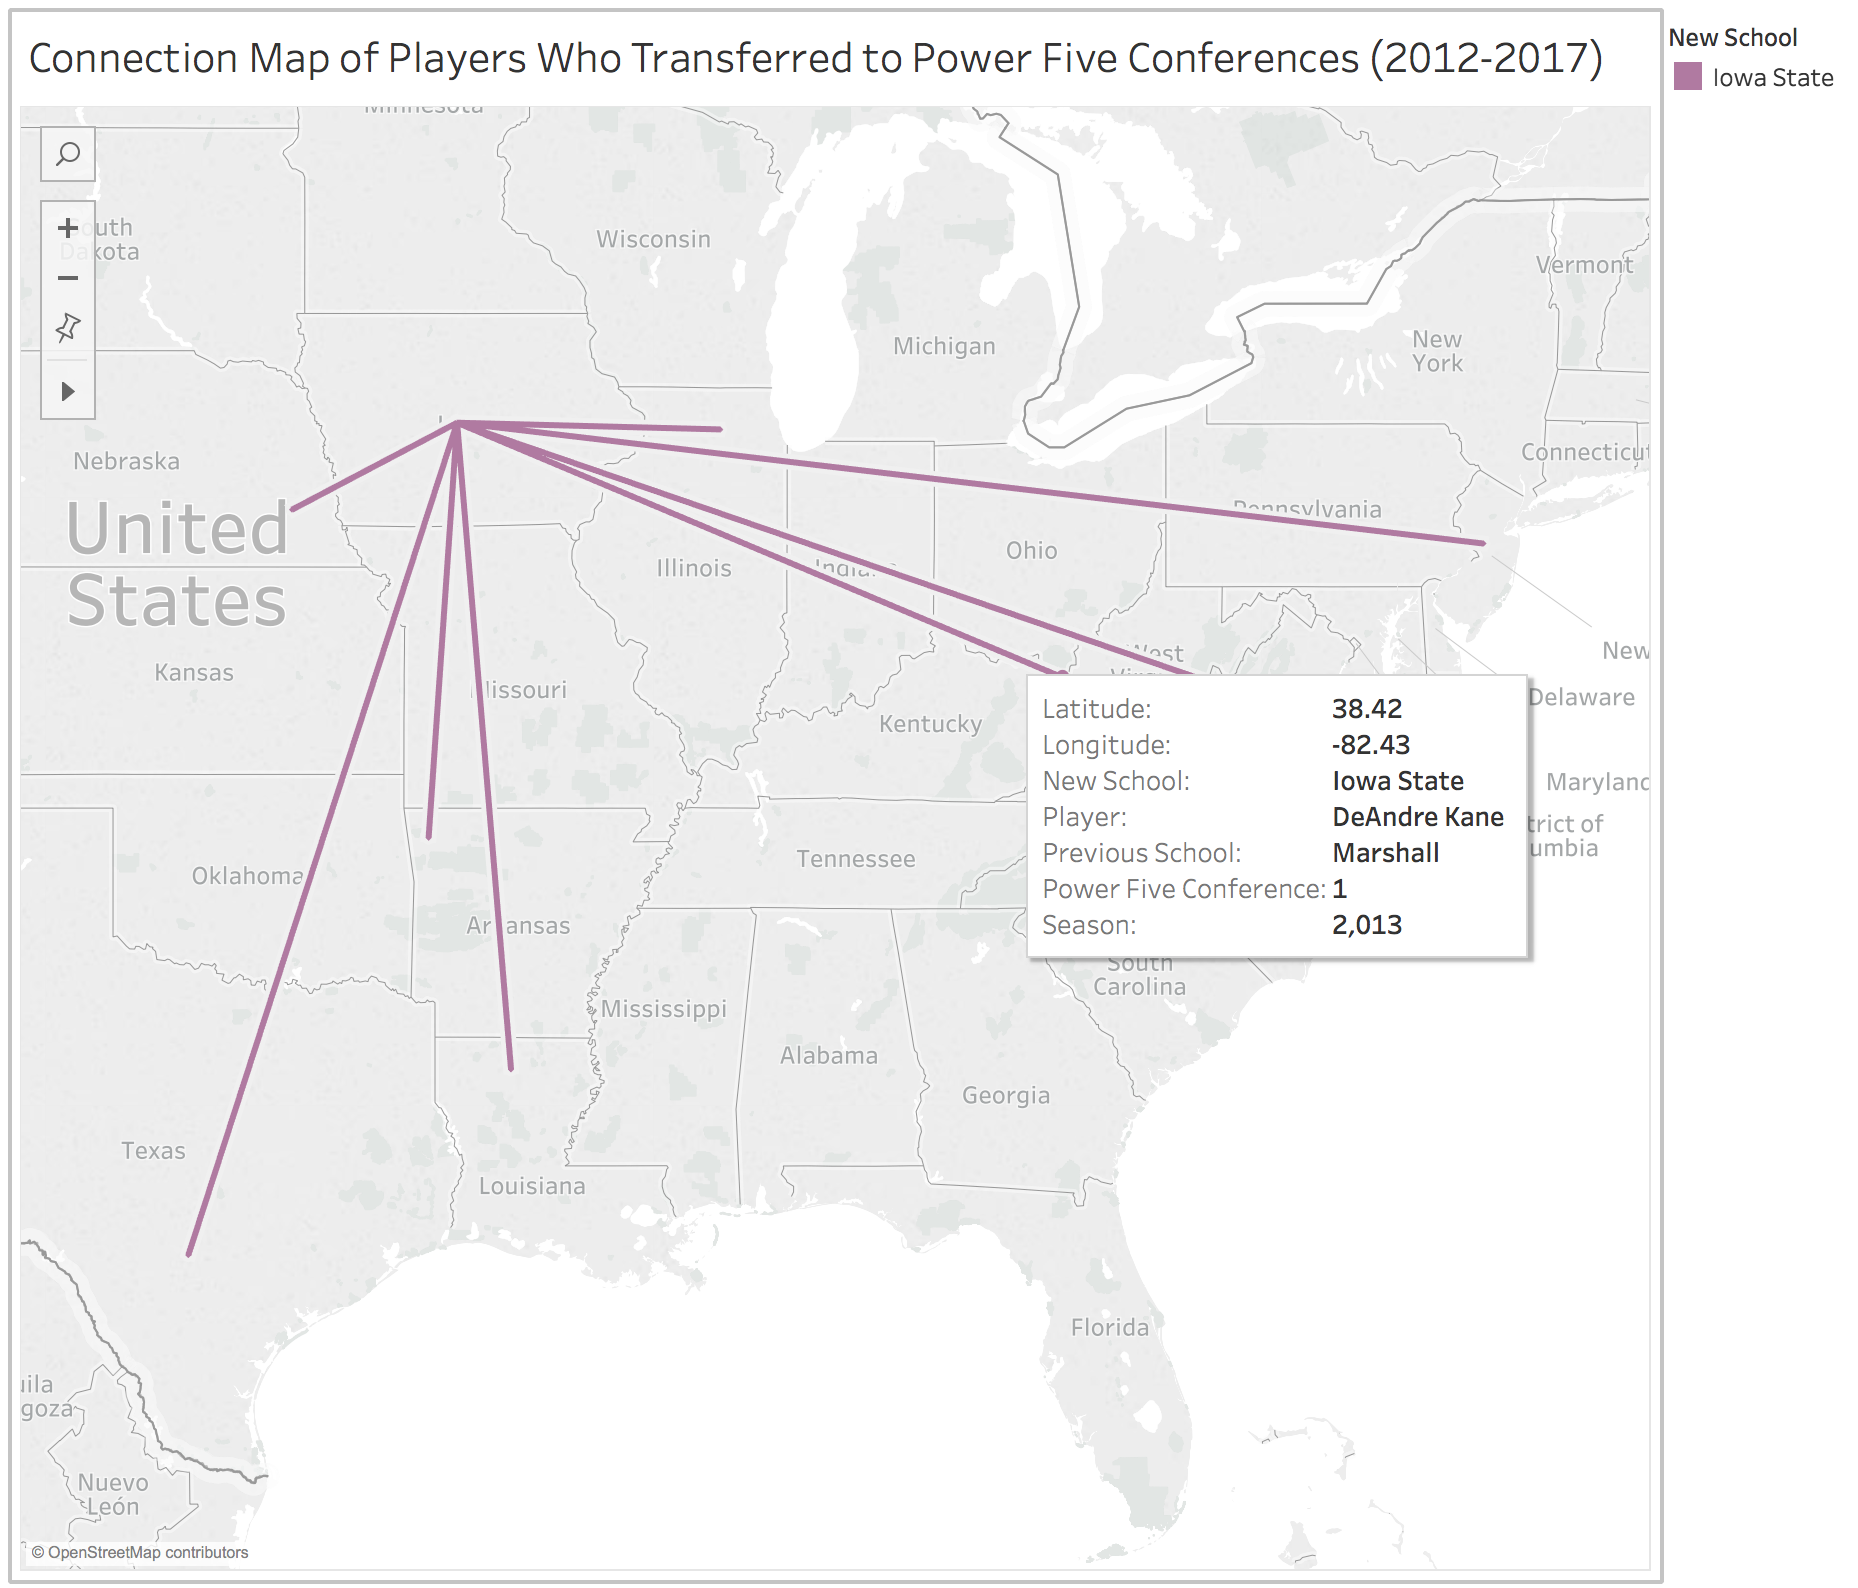 Connection Map of Players Who Transferred to Power Five Conferences (2012-2017)
New School
Iowa State
Minnesota
outh
Dakota
Wisconsin
Vermont
Michigan
New
York
Nebraska
Connecticut
United
States
Pennsylvania
Ohio
Illinois
India
West
Virg
New
Kansas
issouri
Delaware
Kentucky
Maryland
Latitude: 38.42
Longitude: -82.43
New School: Iowa State
Player: DeAndre Kane
Previous School: Marshall
Power Five Conference: 1
Season: 2,013
trict of
umbia
Tennessee
Oklahoma
Ar ansas
South
Carolina
Mississippi
Alabama
Georgia
Texas
Louisiana
Florida
uila
goza
Nuevo
León
© OpenStreetMap contributors